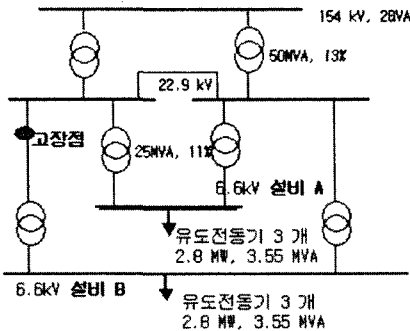 154 kV, 28VA
50MVA, 13%
22.9 kV
고장점
25MVA, 11%
6.6kV 설비 A
유도전동기 3 개
2.8 MW, 3.55 MVA
6.6kV 설비 B
유도전동기 3 개
2.8 MW, 3.55 MVA